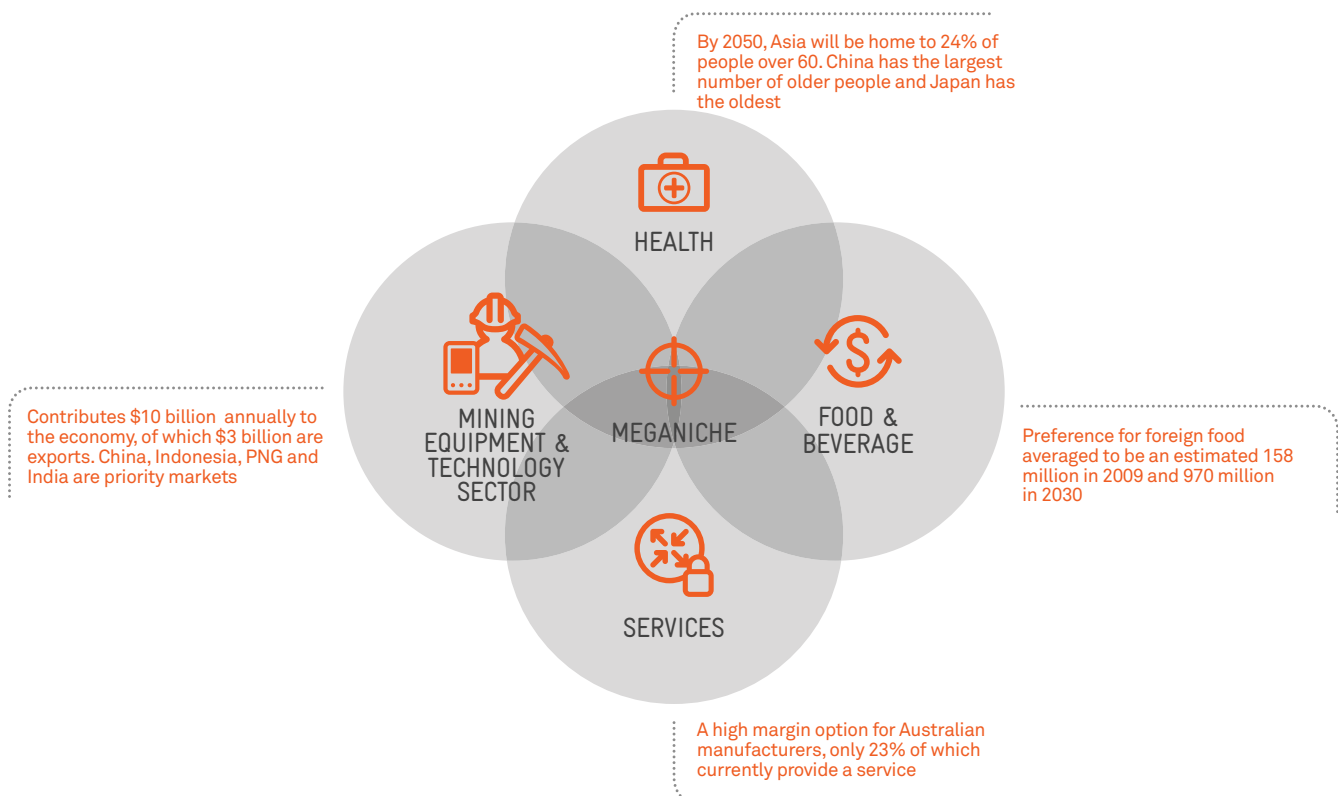 By 2050, Asia will be home to 24% of
people over 60. China has the largest
number of older people and Japan has
the oldest
HEALTH
MINING
EQUIPMENT &
TECHNOLOGY
SECTOR
MEGANICHE
$
FOOD &
BEVERAGE
Contributes $10 billion annually to
the economy, of which $3 billion are
exports. China, Indonesia, PNG and
India are priority markets
Preference for foreign food
averaged to be an estimated 158
million in 2009 and 970 million
in 2030
SERVICES
A high margin option for Australian
manufacturers, only 23% of which
currently provide a service